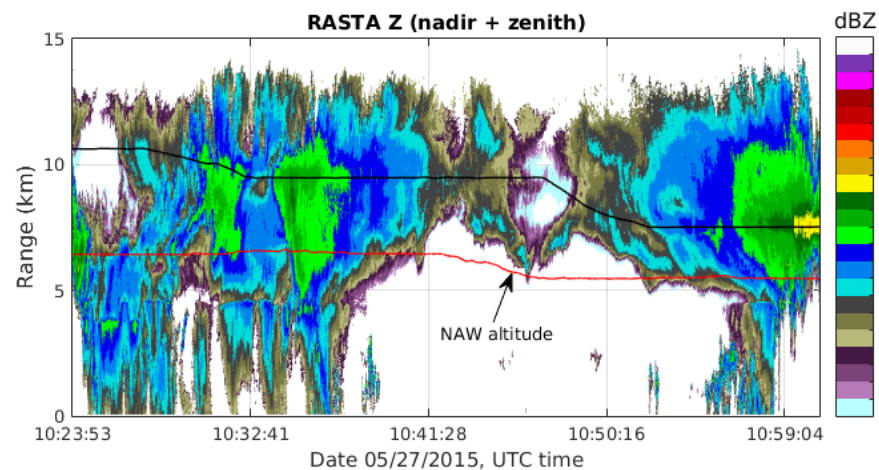 RASTA Z (nadir + zenith)
dBZ
15
10
5
0
Range (km)
NAW altitude
10:23:53
10:32:41
10:41:28
10:50:16
10:59:04
Date 05/27/2015, UTC time